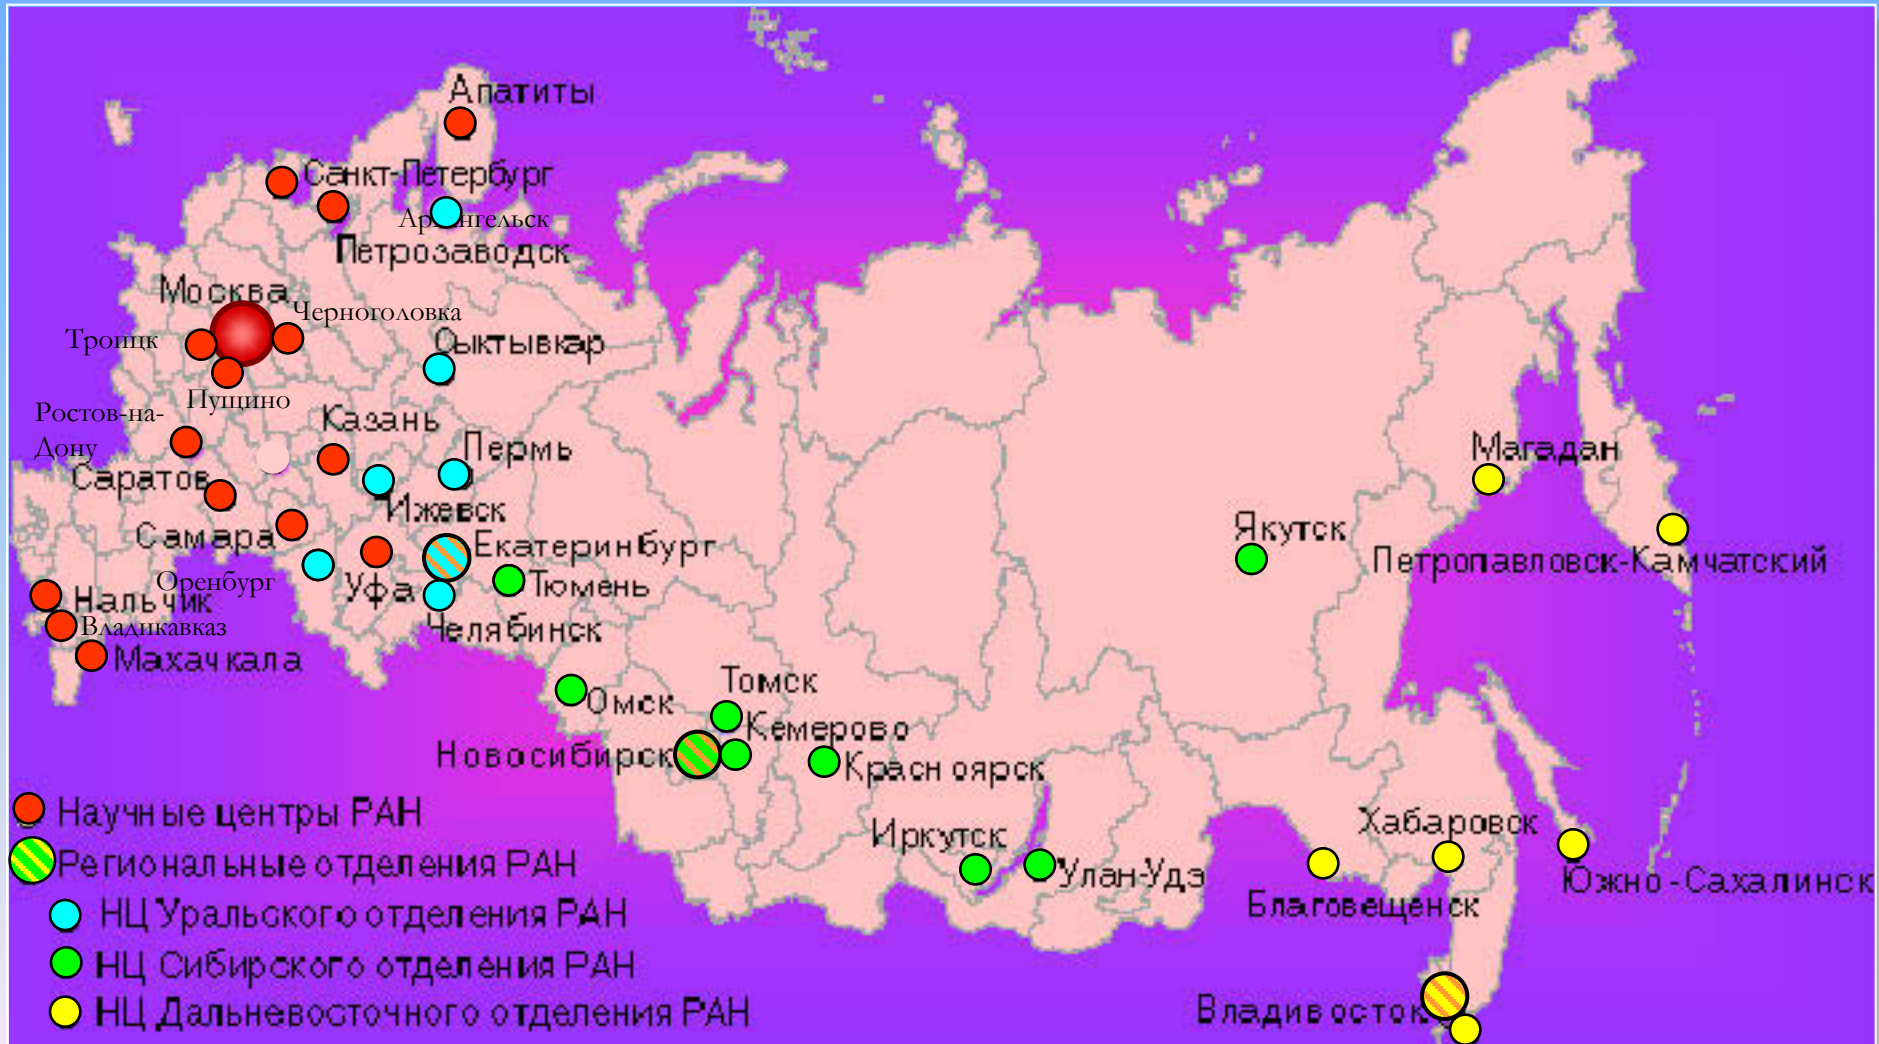 Апатиты
Санкт-Петербург
Архангельск
Петрозаводск
Москва
Черноголовка
Троицк
Сыктывкар
Пущино
Ростов-на-
Дону
Казань
Пермь
Саратов
Ижевск
Самара
Екатеринбург
Оренбург
Уфа
Тюмень
Нальчик
Владикавказ
Челябинск
Махачкала
Магадан
Якутск
Петропавловск-Камчатский
Омск
Томск
Кемерово
Новосибирск
Красноярск
Иркутск
Улан-Удэ
Хабаровск
Южно-Сахалинск
Благовещенск
Владивосток
Научные центры РАН
Региональные отделения РАН
НЦ Уральского отделения РАН
НЦ Сибирского отделения РАН
НЦ Дальневосточного отделения РАН